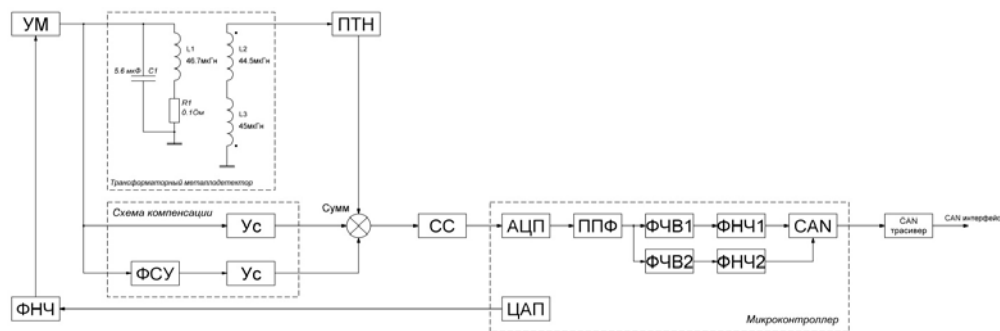 УМ
ПТН
5.6 мкФ C1
L1
46.7мкГн
L2
44.5мкГн
R1
0.1Ом
L3
45мкГн
Трансформаторный металлодетектор
Схема компенсации
Ус
Сумм
СС
АЦП
ППФ
ФЧВ1
ФНЧ1
CAN
CAN
трасивер
CAN интерфейс
ФСУ
Ус
ФЧВ2
ФНЧ2
ФНЧ
ЦАП
Микроконтроллер